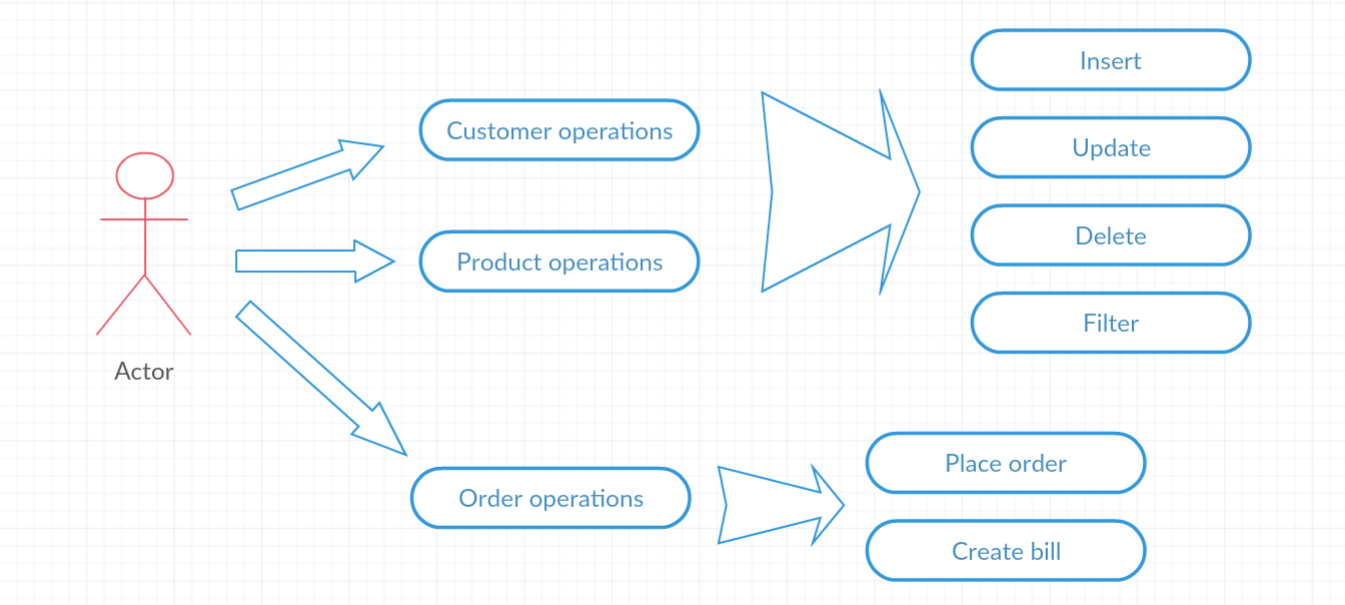 Actor
Customer operations
Product operations
Order operations
Insert
Update
Delete
Filter
Place order
Create bill